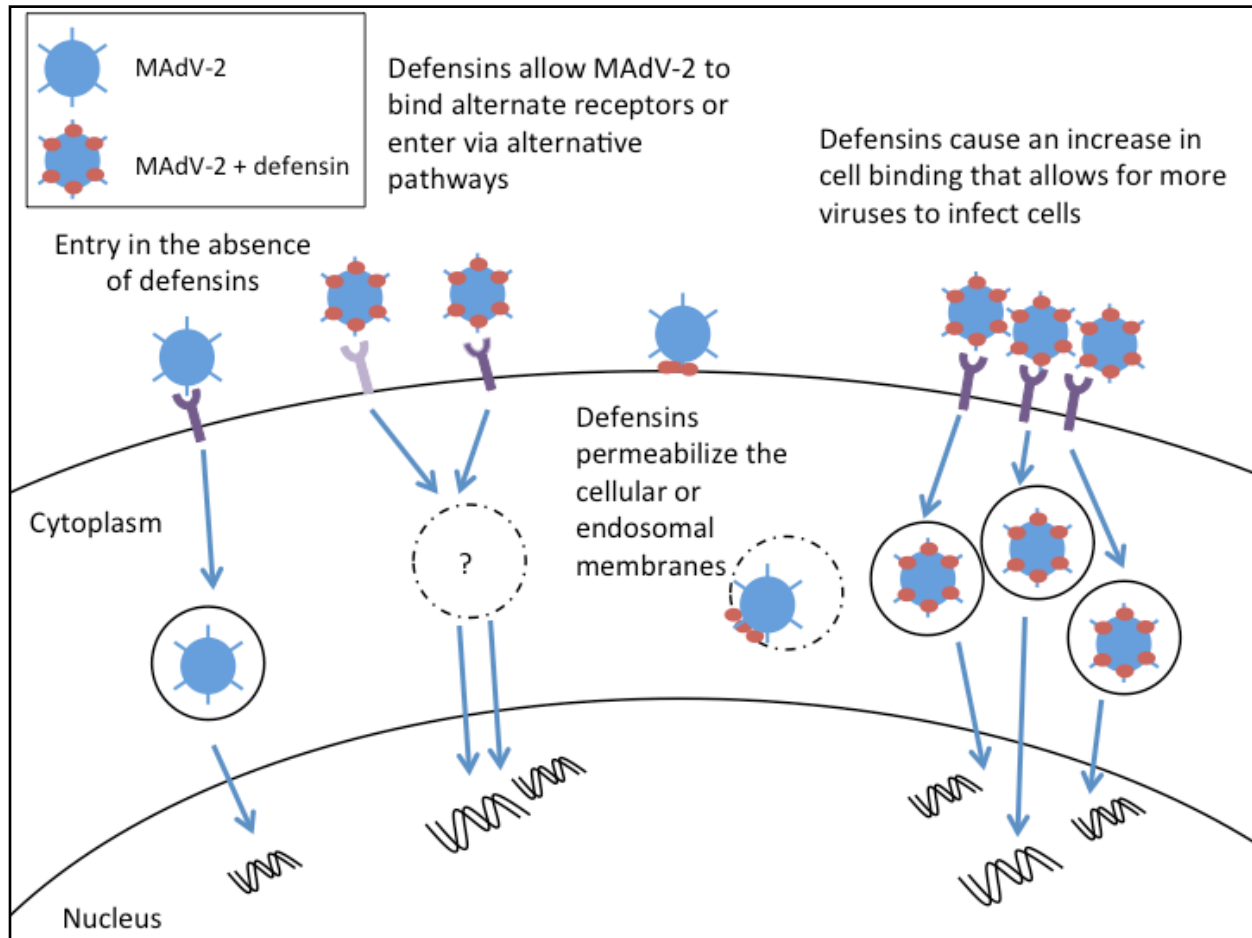 MAdV-2
MAdV-2 + defensin
Defensins allow MAdV-2 to
bind alternate receptors or
enter via alternative
pathways
Defensins cause an increase in
cell binding that allows for more
viruses to infect cells
Entry in the absence
of defensins
Defensins
permeabilize the
cellular or
endosomal
membranes
Cytoplasm
?
Nucleus